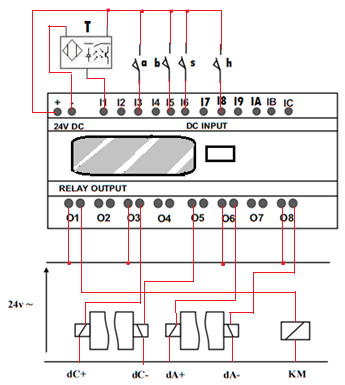 T
a b s h
+ - I1 I2 I3 I4 I5 I6 I7 I8 I9 IA IB IC
24V DC DC INPUT
RELAY OUTPUT
O1 O2 O3 O4 O5 O6 O7 O8
24v ~
dC+ dC- dA+ dA- KM